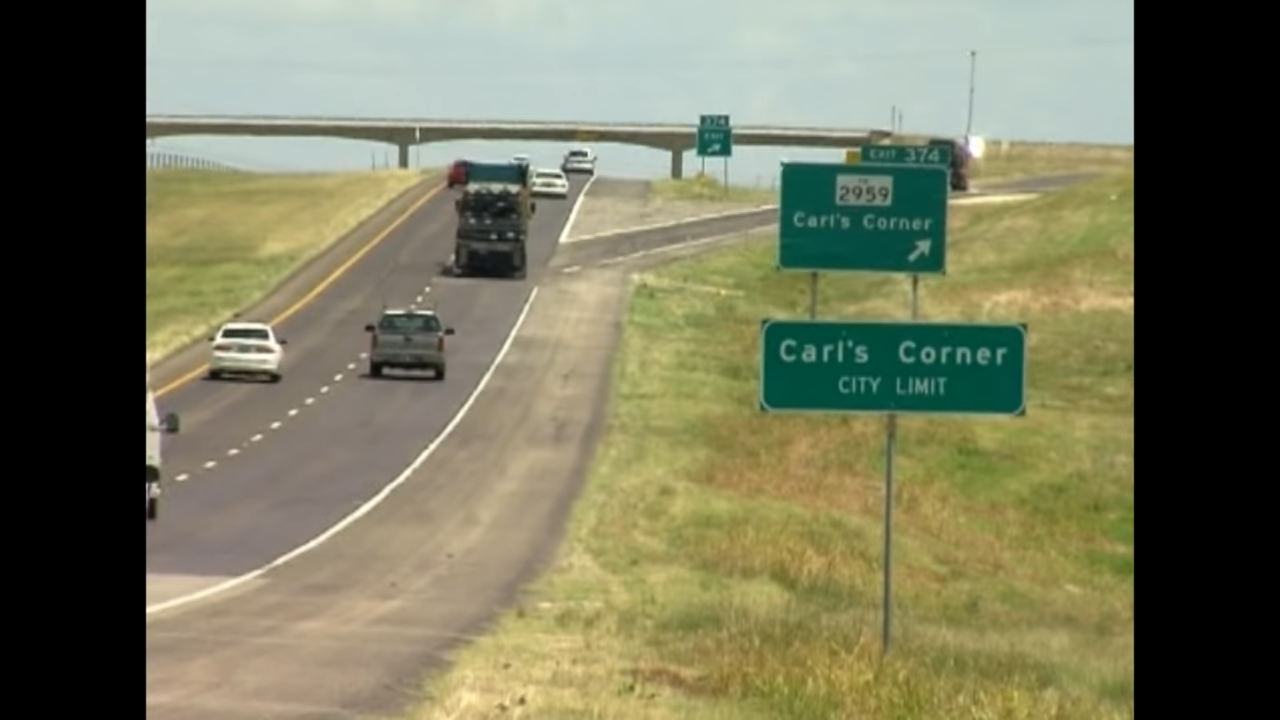 374
EXIT
EXIT 374
2959
Carl's Corner
Carl's Corner
CITY LIMIT